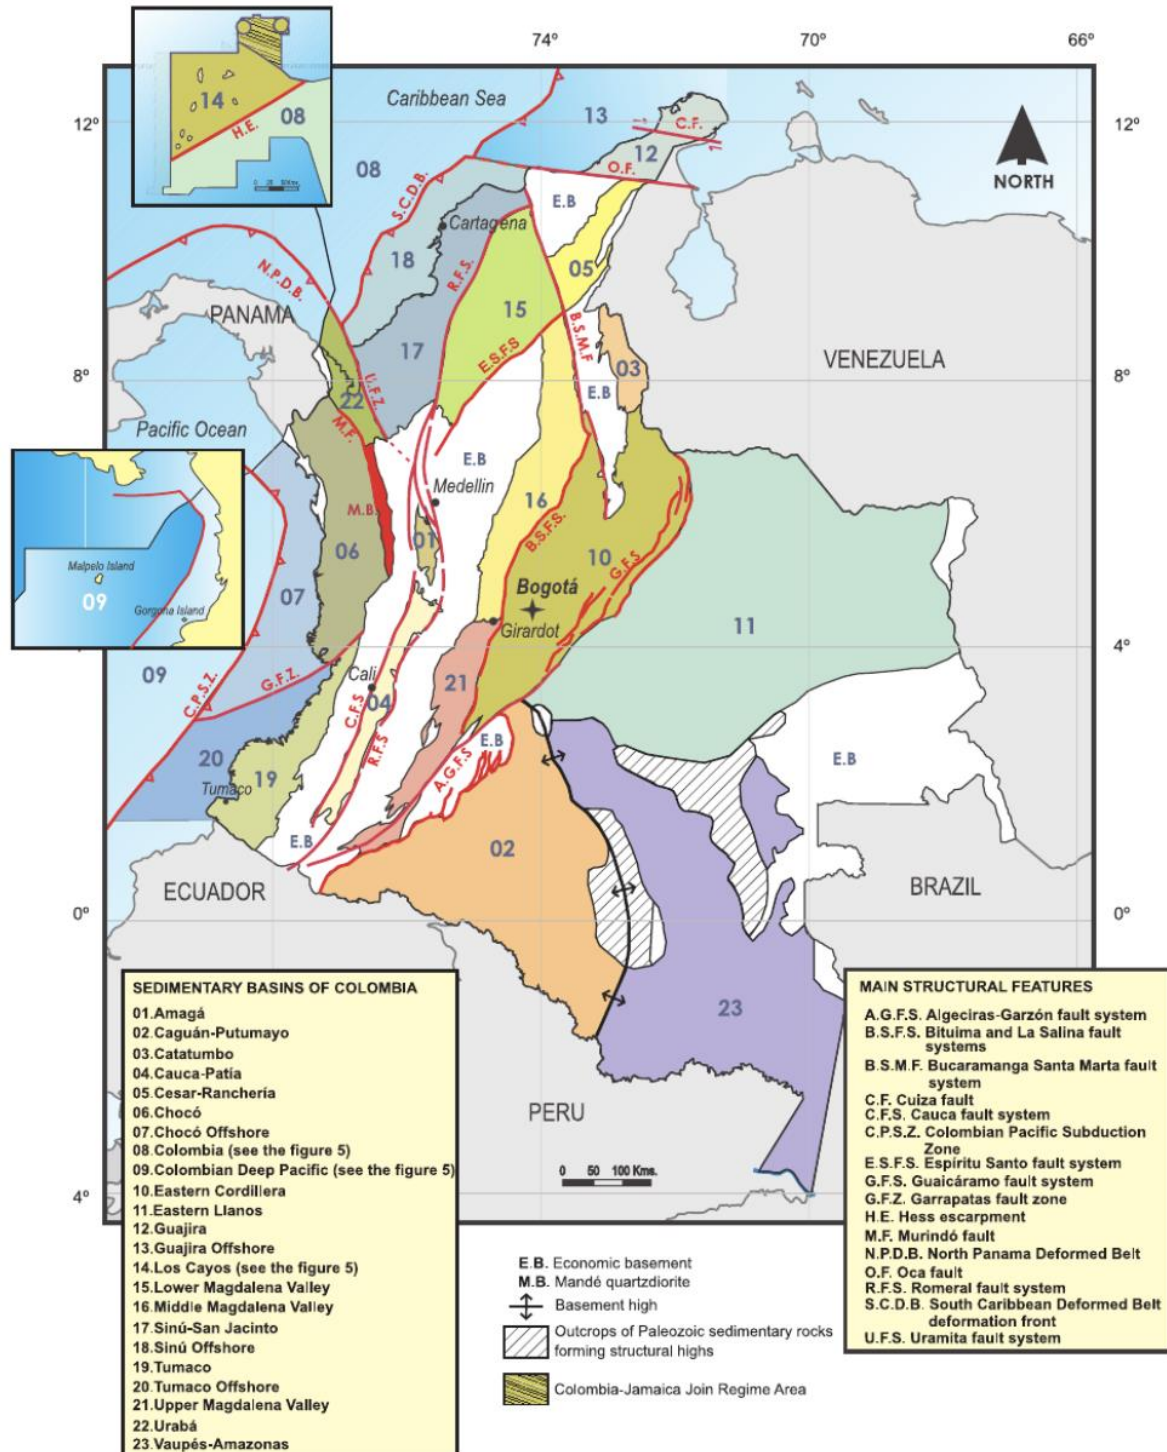 74°
70°
66°
14
08
H.E.
0 25 50 Km.
12°
12°
Caribbean Sea
13
C.F.
12
O.F.
NORTH
08
S.C.D.B.
E.B
Cartagena
18
05
N.P.D.B.
R.F.S.
15
PANAMA
B.S.M.F
17
E.S.F.S
VENEZUELA
03
8°
8°
U.F.Z.
E.B
22
M.F.
Pacific Ocean
E.B
Medellin
16
M.B.
01
B.S.F.S.
06
10
G.F.S
Malpelo Island
09
Gorgona Island
07
Bogotá
Girardot
11
4°
4°
09
Cali
21
G.F.Z.
C.P.S.Z.
C.F.S
04
R.F.S
E.B
20
19
A.G.F.S
E.B
Tumaco
E.B
02
ECUADOR
BRAZIL
0°
0°
23
PERU
4°
4°
0 50 100 Kms.
SEDIMENTARY BASINS OF COLOMBIA
01.Amagá
02.Caguán-Putumayo
03.Catatumbo
04.Cauca-Patía
05.Cesar-Ranchería
06.Chocó
07.Chocó Offshore
08.Colombia (see the figure 5)
09.Colombian Deep Pacific (see the figure 5)
10.Eastern Cordillera
11.Eastern Llanos
12.Guajira
13.Guajira Offshore
14.Los Cayos (see the figure 5)
15.Lower Magdalena Valley
16.Middle Magdalena Valley
17.Sinú-San Jacinto
18.Sinú Offshore
19.Tumaco
20.Tumaco Offshore
21.Upper Magdalena Valley
22.Urabá
23.Vaupés-Amazonas
E.B. Economic basement
M.B. Mandé quartzdiorite
Basement high
Outcrops of Paleozoic sedimentary rocks
forming structural highs
Colombia-Jamaica Join Regime Area
MAIN STRUCTURAL FEATURES
A.G.F.S. Algeciras-Garzón fault system
B.S.F.S. Bituima and La Salina fault
systems
B.S.M.F. Bucaramanga Santa Marta fault
system
C.F. Cuiza fault
C.F.S. Cauca fault system
C.P.S.Z. Colombian Pacific Subduction
Zone
E.S.F.S. Espíritu Santo fault system
G.F.S. Guaicáramo fault system
G.F.Z. Garrapatas fault zone
H.E. Hess escarpment
M.F. Murindó fault
N.P.D.B. North Panama Deformed Belt
O.F. Oca fault
R.F.S. Romeral fault system
S.C.D.B. South Caribbean Deformed Belt
deformation front
U.F.S. Uramita fault system